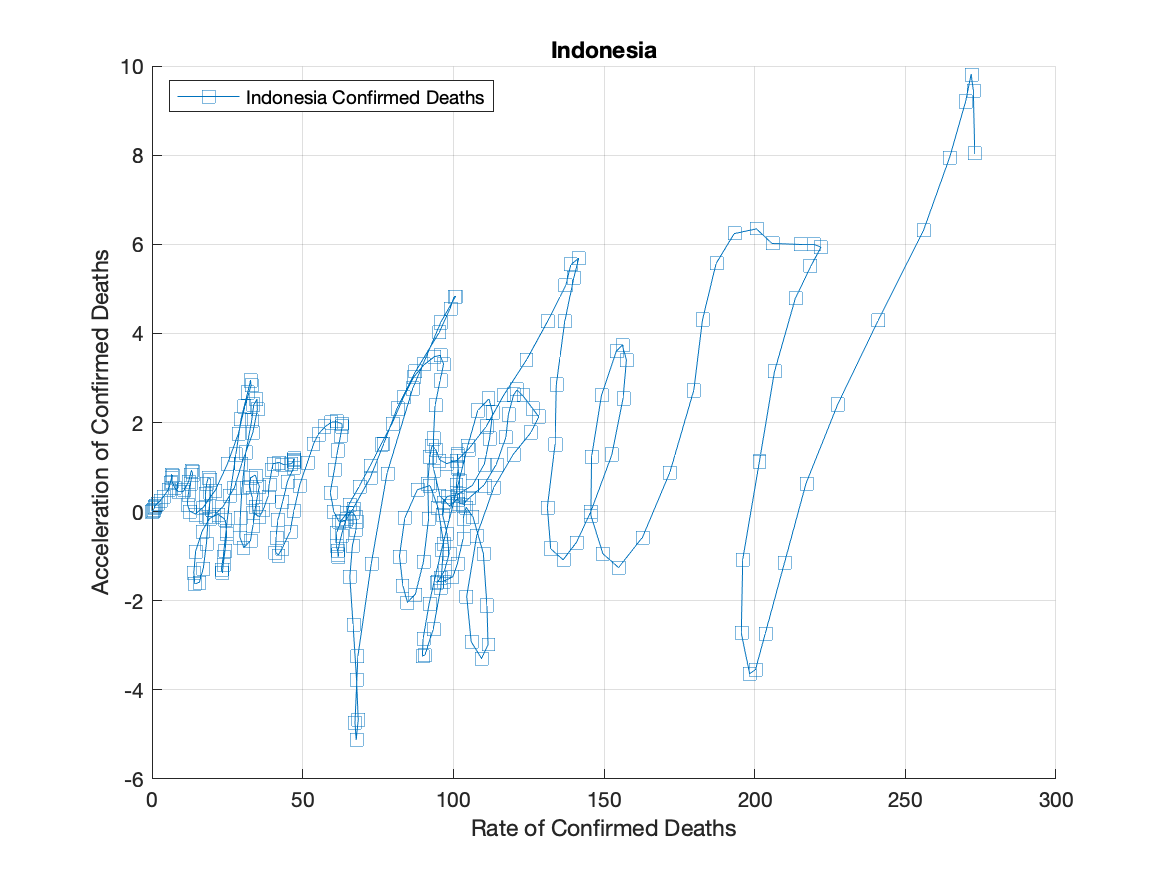 Indonesia
Indonesia Confirmed Deaths
Acceleration of Confirmed Deaths
10
8
6
4
2
0
-2
-4
-6
0 50 100 150 200 250 300
Rate of Confirmed Deaths